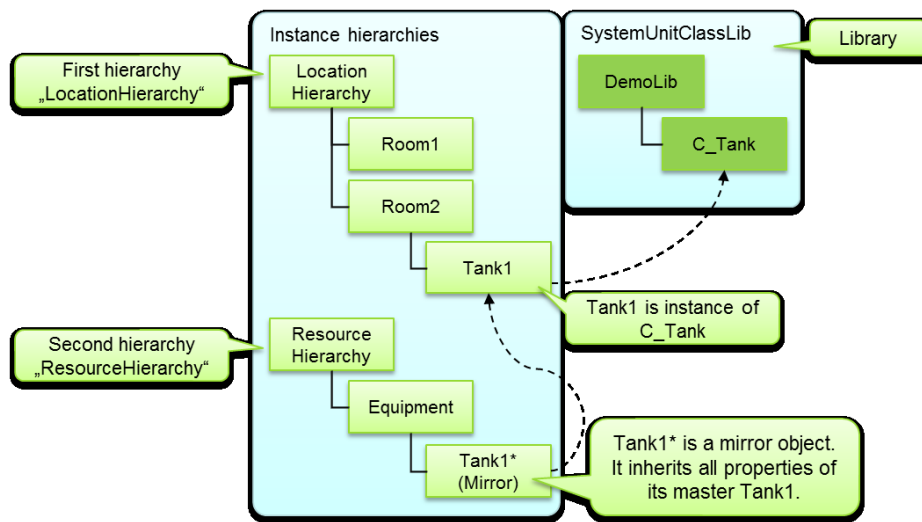 Instance hierarchies
SystemUnitClassLib
Library
First hierarchy
„LocationHierarchy“
Location
Hierarchy
DemoLib
Room1
C_Tank
Room2
Tank1
Tank1 is instance of
C_Tank
Second hierarchy
„ResourceHierarchy“
Resource
Hierarchy
Equipment
Tank1*
(Mirror)
Tank1* is a mirror object.
It inherits all properties of
its master Tank1.